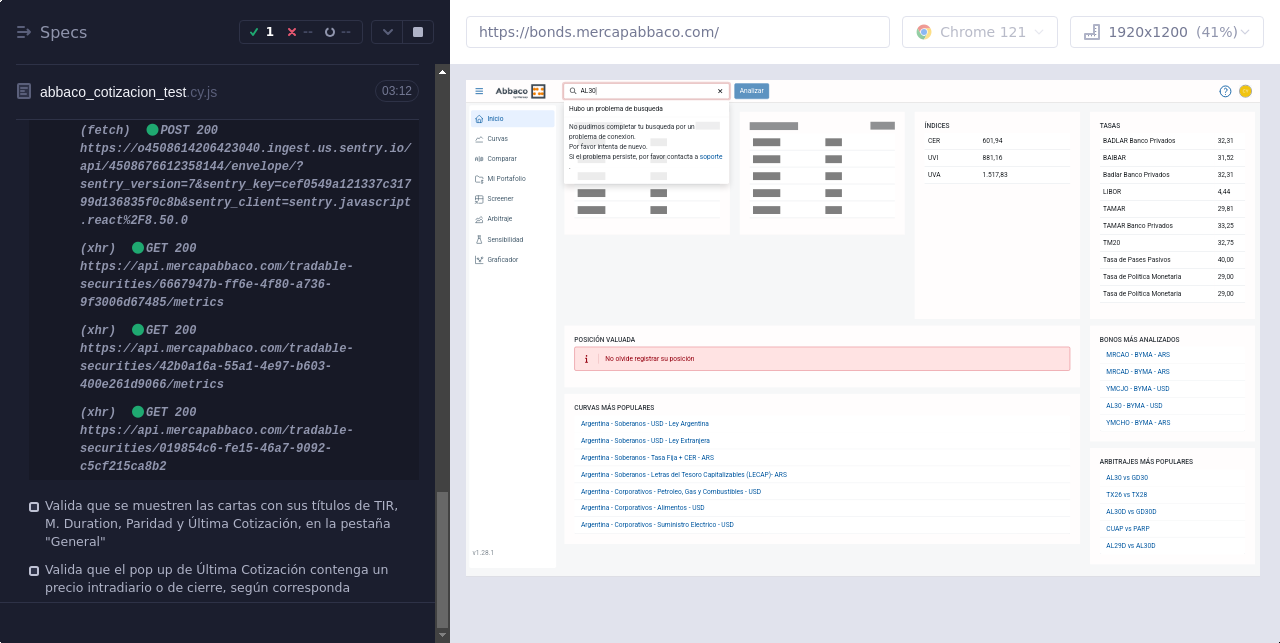 Specs
1
--
--
abbaco_cotizacion_test.cy.js
03:12
(fetch) POST 200
https://o4508614206423040.ingest.us.sentry.io/
api/4508676612358144/envelope/?
sentry_version=7&sentry_key=cef0549a121337c317
99d136835f0c8b&sentry_client=sentry.javascript
.react%2F8.50.0
(xhr) GET 200
https://api.mercapabbaco.com/tradable-
securities/6667947b-ff6e-4f80-a736-
9f3006d67485/metrics
(xhr) GET 200
https://api.mercapabbaco.com/tradable-
securities/42b0a16a-55a1-4e97-b603-
400e261d9066/metrics
(xhr) GET 200
https://api.mercapabbaco.com/tradable-
securities/019854c6-fe15-46a7-9092-
c5cf215ca8b2
Valida que se muestren las cartas con sus títulos de TIR,
M. Duration, Paridad y Última Cotización, en la pestaña
"General"
Valida que el pop up de Última Cotización contenga un
precio intradiario o de cierre, según corresponda
https://bonds.mercapabbaco.com/
Chrome 121
1920x1200 (41%)
Abbaco
AL30
Analizar
Hubo un problema de busqueda
No pudimos completar tu busqueda por un
problema de conexion.
Por favor intenta de nuevo.
Si el problema persiste, por favor contacta a soporte
.
Inicio
Curvas
Comparar
Mi Portafolio
Screener
Arbitraje
Sensibilidad
Graficador
v1.28.1
ÍNDICES
CER 601,94
UVI 881,16
UVA 1.517,83
TASAS
BADLAR Banco Privados 32,31
BAIBAR 31,52
Badlar Banco Privados 32,31
LIBOR 4,44
TAMAR 29,81
TAMAR Banco Privados 33,25
TM20 32,75
Tasa de Pases Pasivos 40,00
Tasa de Política Monetaria 29,00
Tasa de Politica Monetaria 29,00
POSICIÓN VALUADA
No olvide registrar su posición
CURVAS MÁS POPULARES
Argentina - Soberanos - USD - Ley Argentina
Argentina - Soberanos - USD - Ley Extranjera
Argentina - Soberanos - Tasa Fija + CER - ARS
Argentina - Soberanos - Letras del Tesoro Capitalizables (LECAP)- ARS
Argentina - Corporativos - Petroleo, Gas y Combustibles - USD
Argentina - Corporativos - Alimentos - USD
Argentina - Corporativos - Suministro Electrico - USD
BONOS MÁS ANALIZADOS
MRCAO - BYMA - ARS
MRCAD - BYMA - ARS
YMCJO - BYMA - USD
AL30 - BYMA - USD
YMCHO - BYMA - ARS
ARBITRAJES MÁS POPULARES
AL30 vs GD30
TX26 vs TX28
AL30D vs GD30D
CUAP vs PARP
AL29D vs AL30D